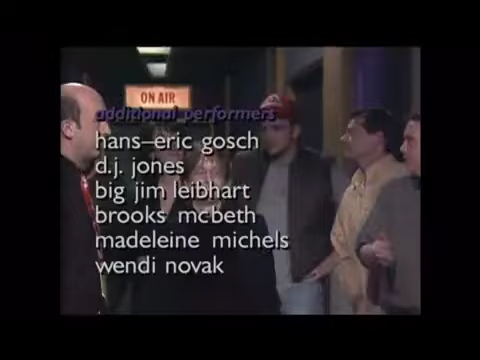 ON AIR
additional performers
hans-eric gosch
d.j. jones
big jim leibhart
brooks mcbeth
madeleine michels
wendi novak